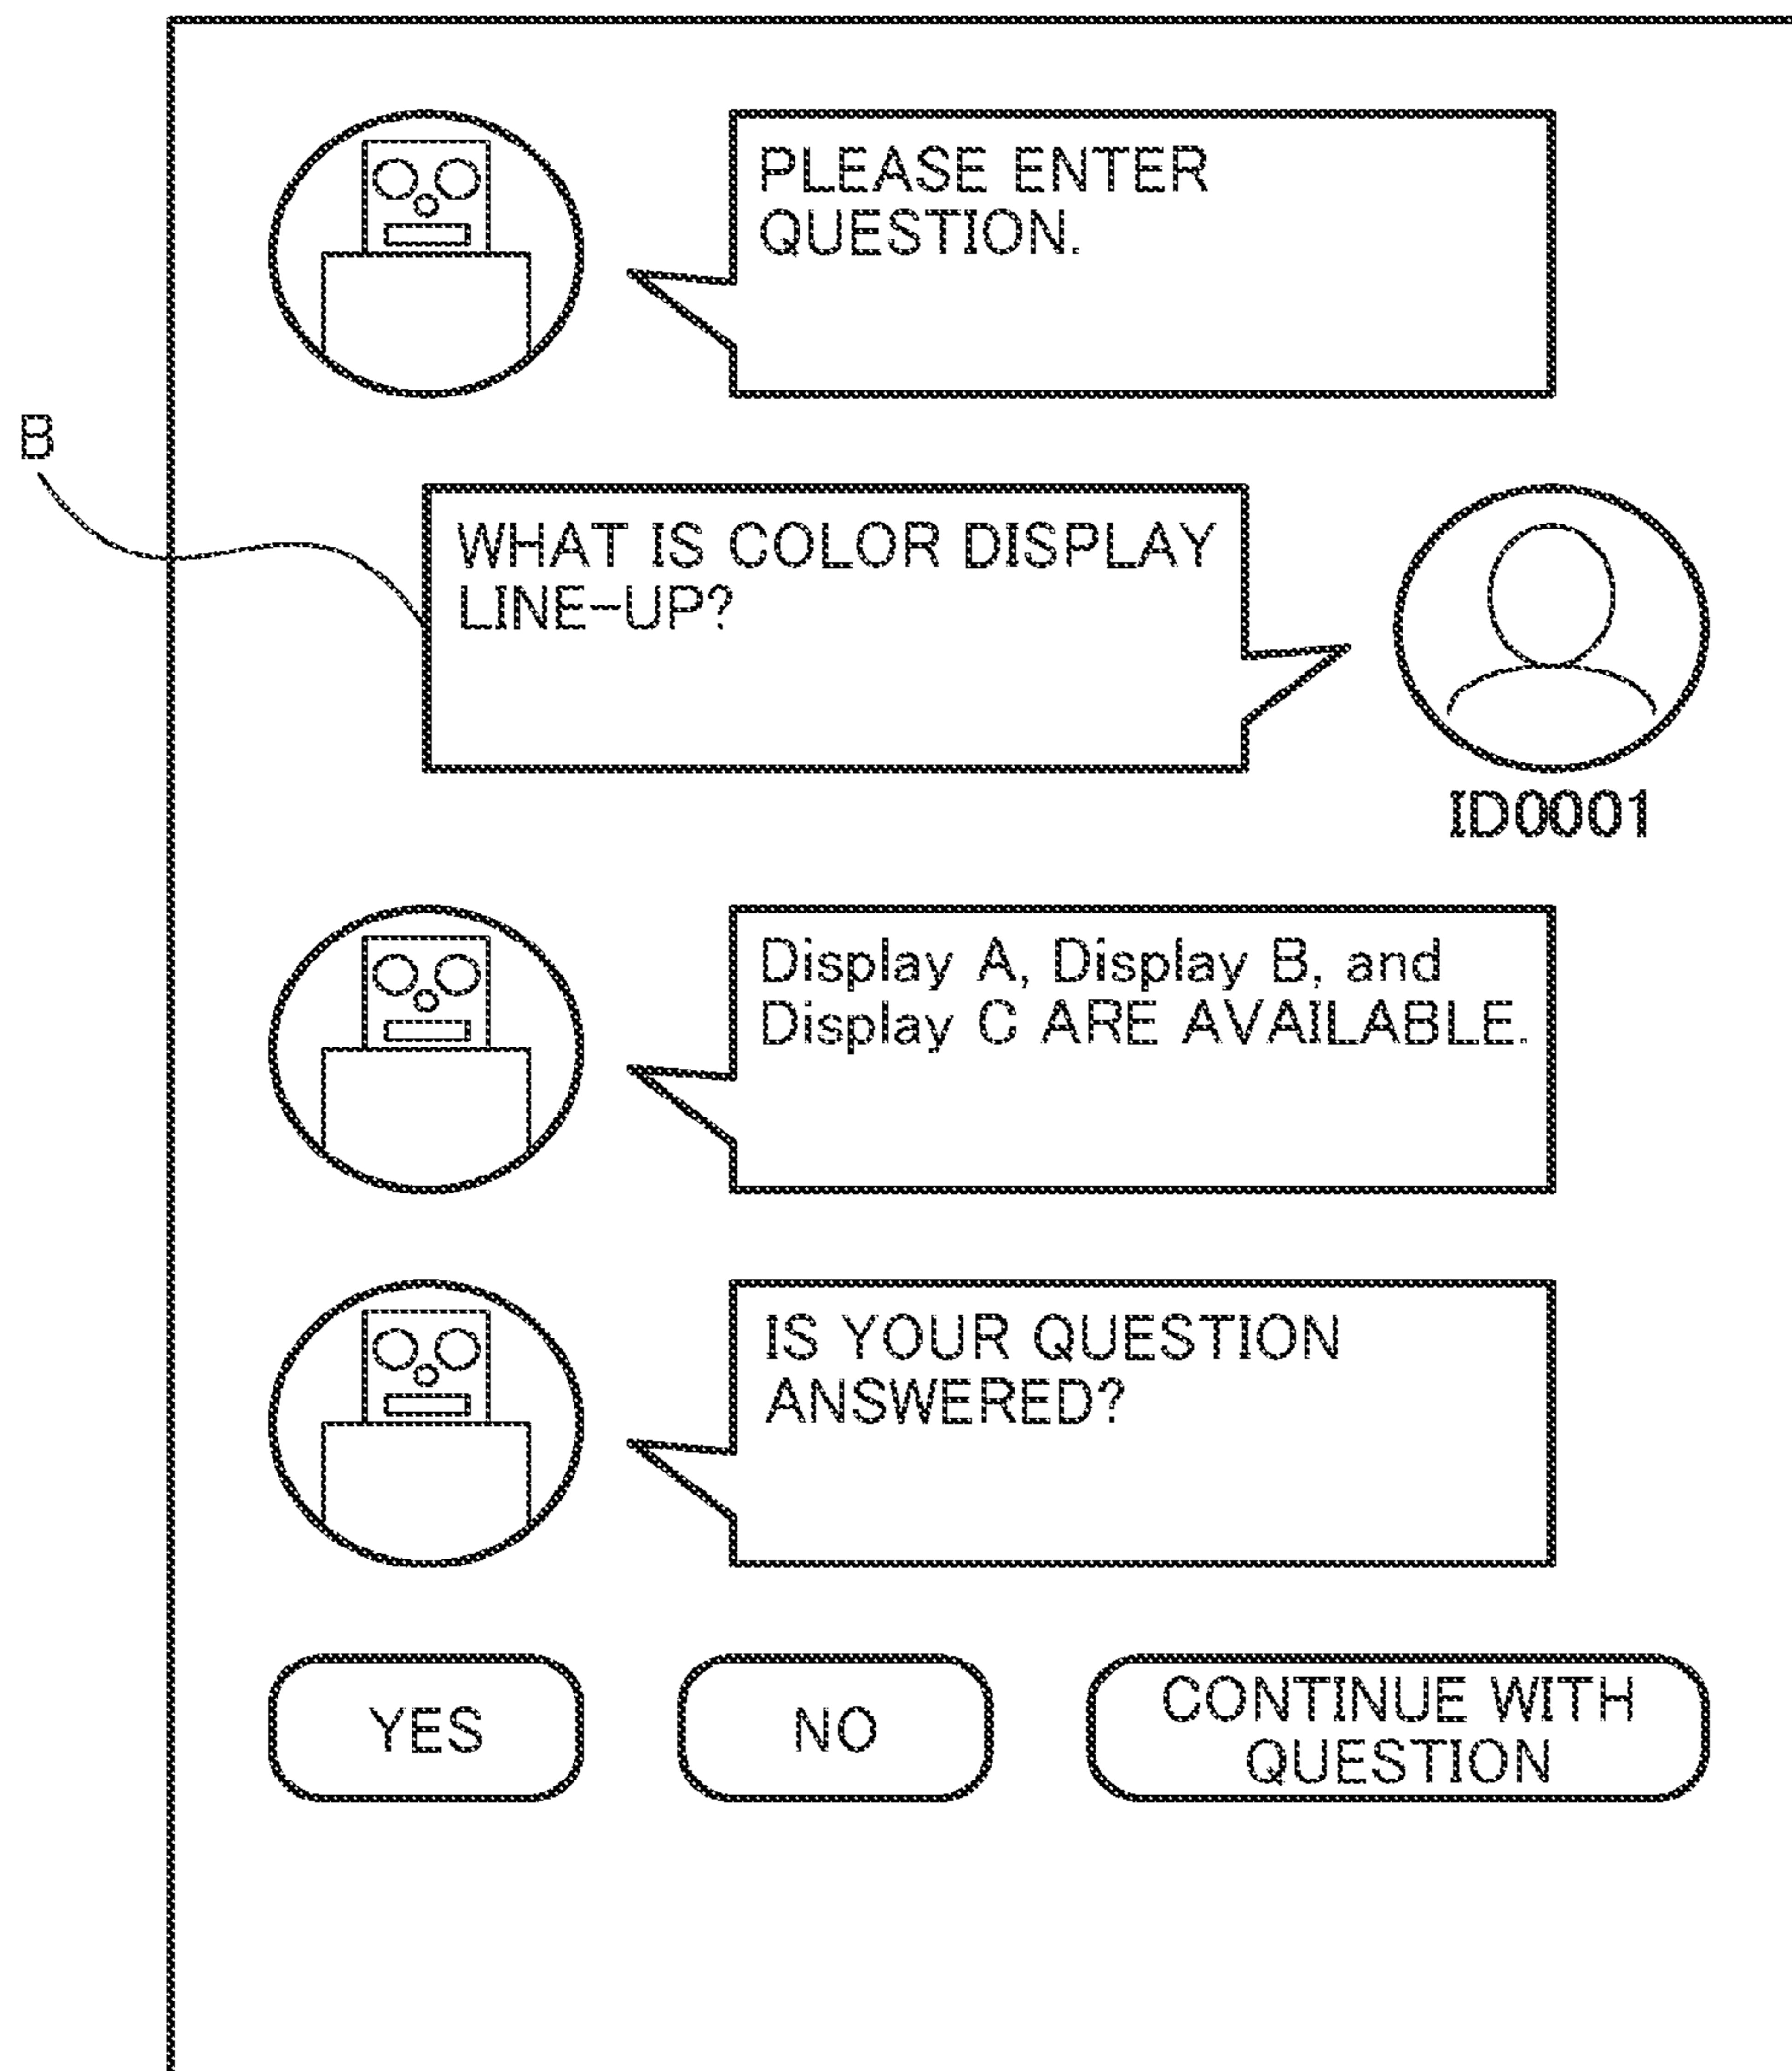 PLEASE ENTER
QUESTION.
B
WHAT IS COLOR DISPLAY
LINE-UP?
ID0001
Display A, Display B, and
Display C ARE AVAILABLE.
IS YOUR QUESTION
ANSWERED?
YES
NO
CONTINUE WITH
QUESTION